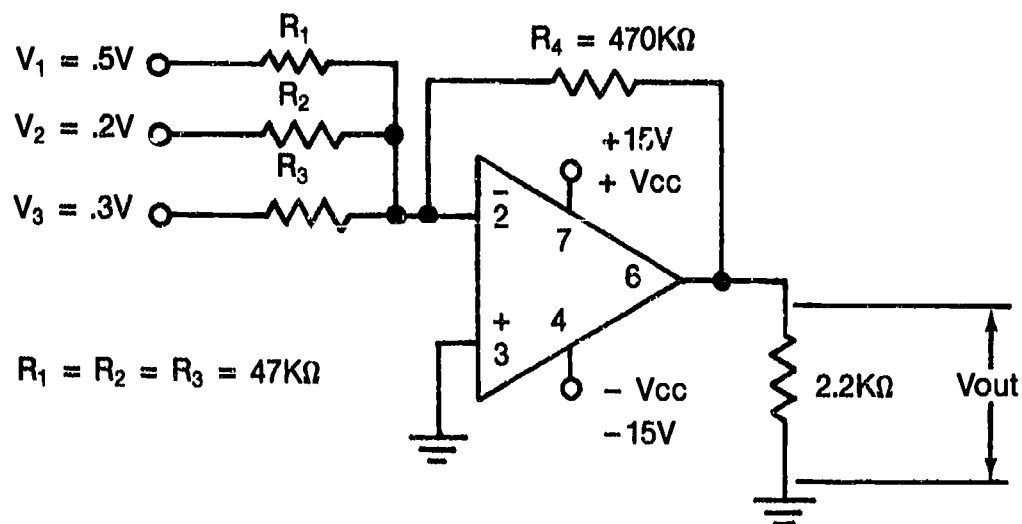 V₁ = .5V
R₁
R₄ = 470KΩ
V₂ = .2V
R₂
V₃ = .3V
R₃
+15V
+ Vcc
−
2
7
6
+
3
4
R₁ = R₂ = R₃ = 47KΩ
− Vcc
−15V
2.2KΩ
Vout